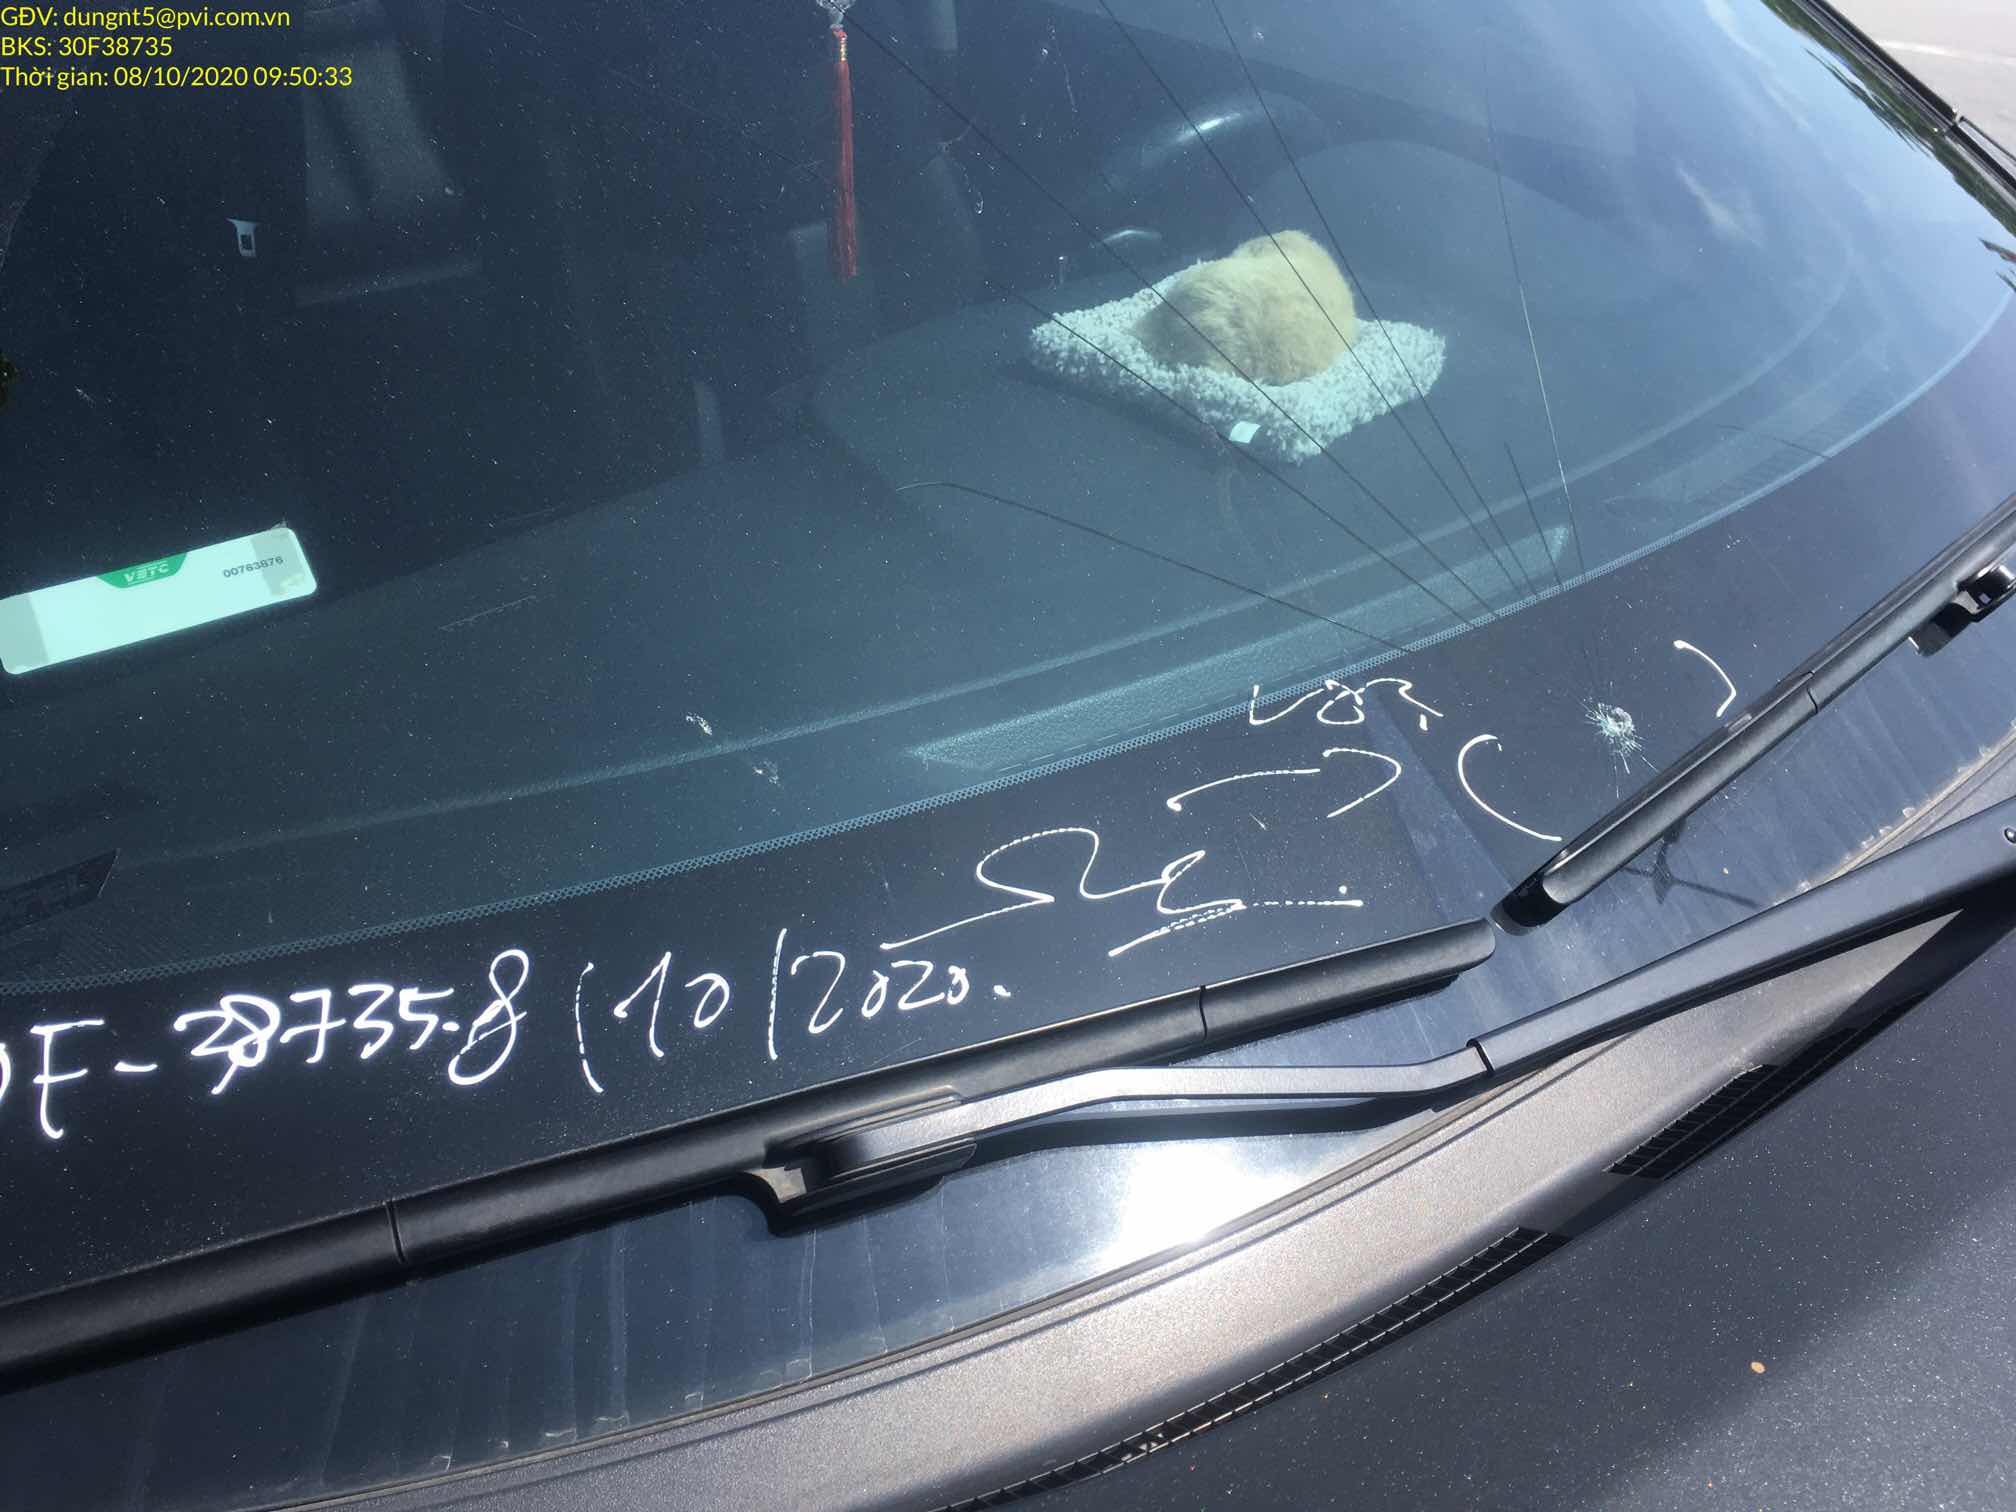 GĐV: dungnt5@pvi.com.vn
BKS: 30F38735
Thời gian: 08/10/2020 09:50:33
VETC
00763876
F-38735.8/10/2020.